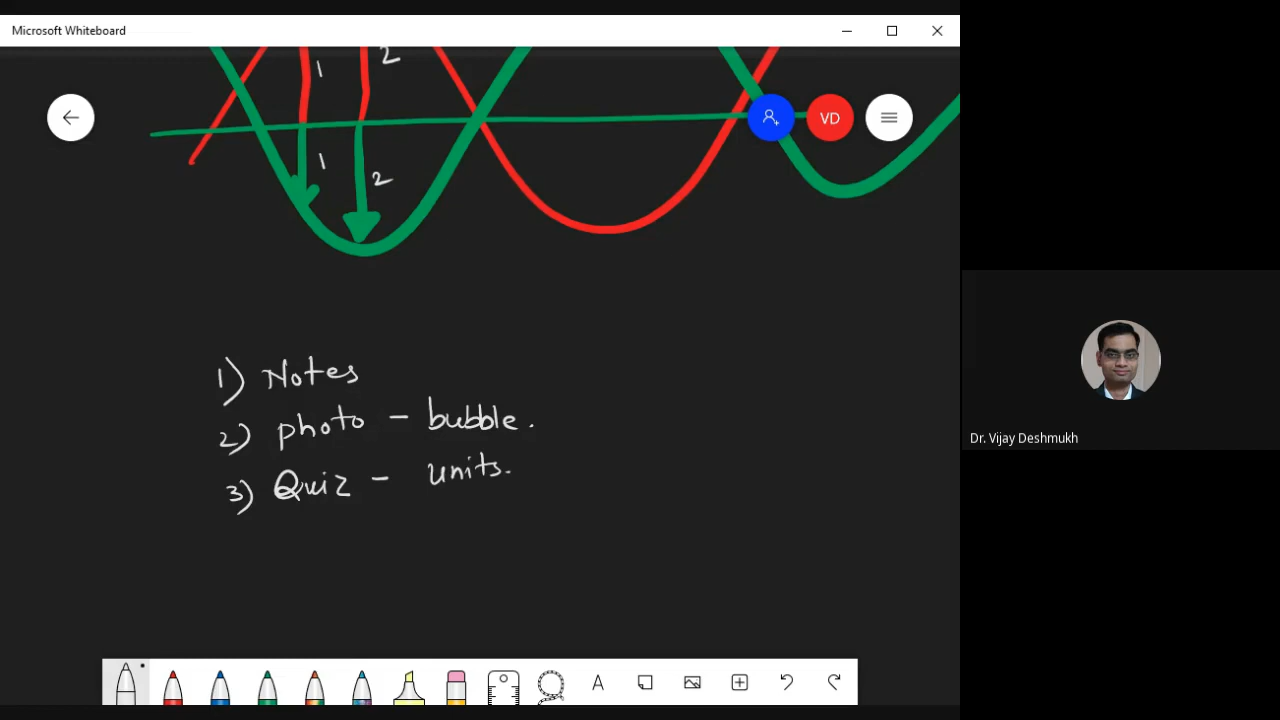 Microsoft Whiteboard
1
2
VD
1
2
Dr. Vijay Deshmukh
1) Notes
2) photo - bubble.
3) Quiz - units.
A